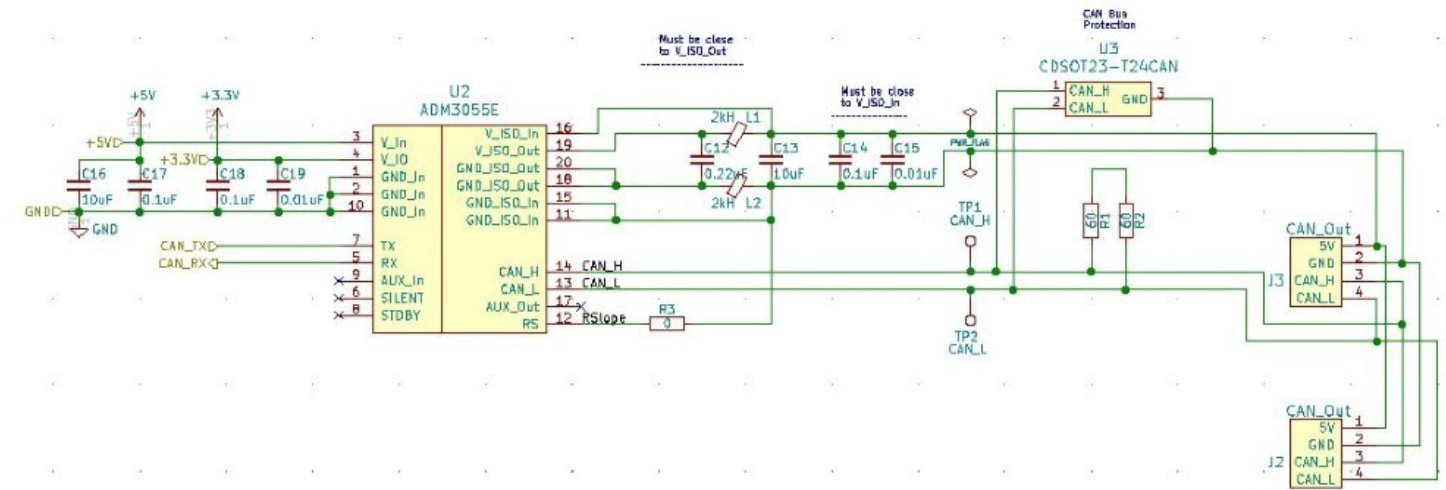 CAN Bus
Protection
Must be close
to V_ISO_Out
U3
CDSOT23-T24CAN
1 CAN_H
2 CAN_L
GND 3
+5V
+3.3V
U2
ADM3055E
Must be close
to V_ISO_In
2kH L1
PWR_FLAG
+5V
+3.3V
3 V_In
4 V_IO
1 GND_In
2 GND_In
10 GND_In
7 TX
5 RX
9 AUX_In
6 SILENT
8 STDBY
V_ISO_In 16
V_ISO_Out 19
GND_ISO_Out 20
GND_ISO_Out 18
GND_ISO_In 15
GND_ISO_In 11
CAN_H 14 CAN_H
CAN_L 13 CAN_L
AUX_Out 17
RS 12 RSlope
C16
10uF
C17
0.1uF
C18
0.1uF
C19
0.01uF
GND
GND
CAN_TX
CAN_RX
C12
0.22uF
C13
10uF
C14
0.1uF
C15
0.01uF
2kH L2
R3
0
TP1
CAN_H
TP2
CAN_L
60 R1
60 R2
CAN_Out
J3
5V 1
GND 2
CAN_H 3
CAN_L 4
CAN_Out
J2
5V 1
GND 2
CAN_H 3
CAN_L 4